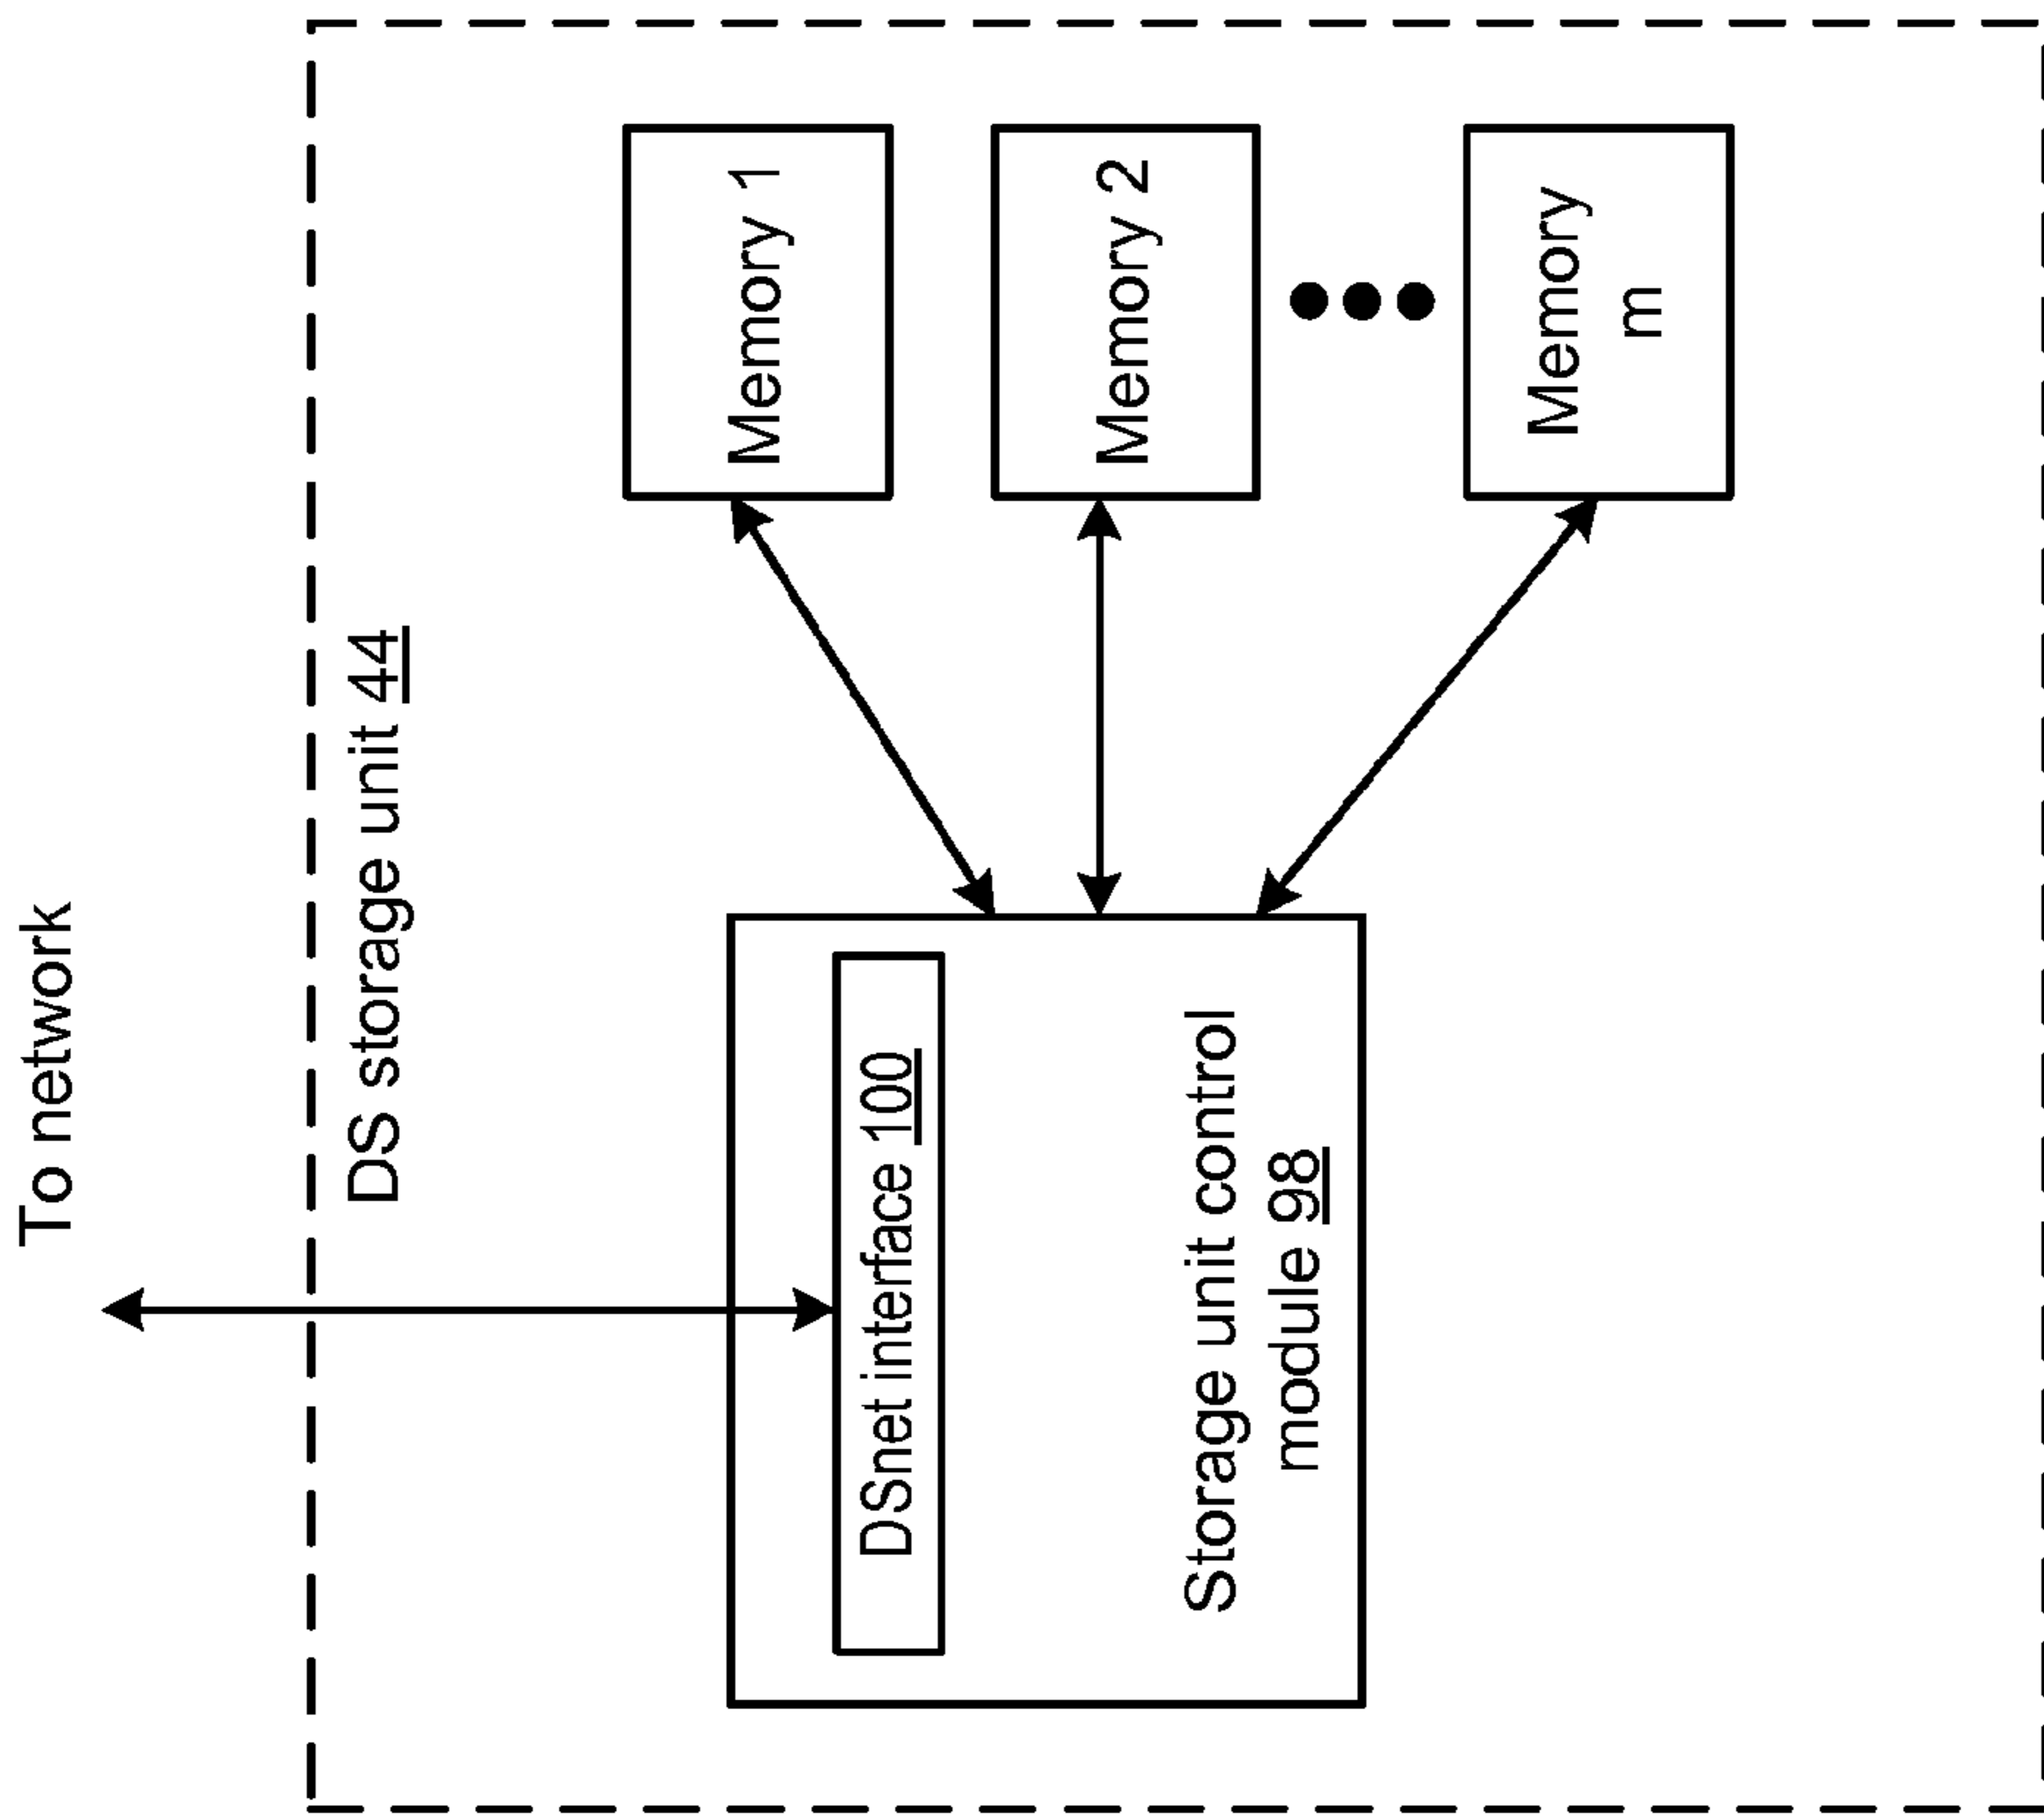 To network
DS storage unit 44
DSnet interface 100
Storage unit control
module 98
Memory 1
Memory 2
Memory
m